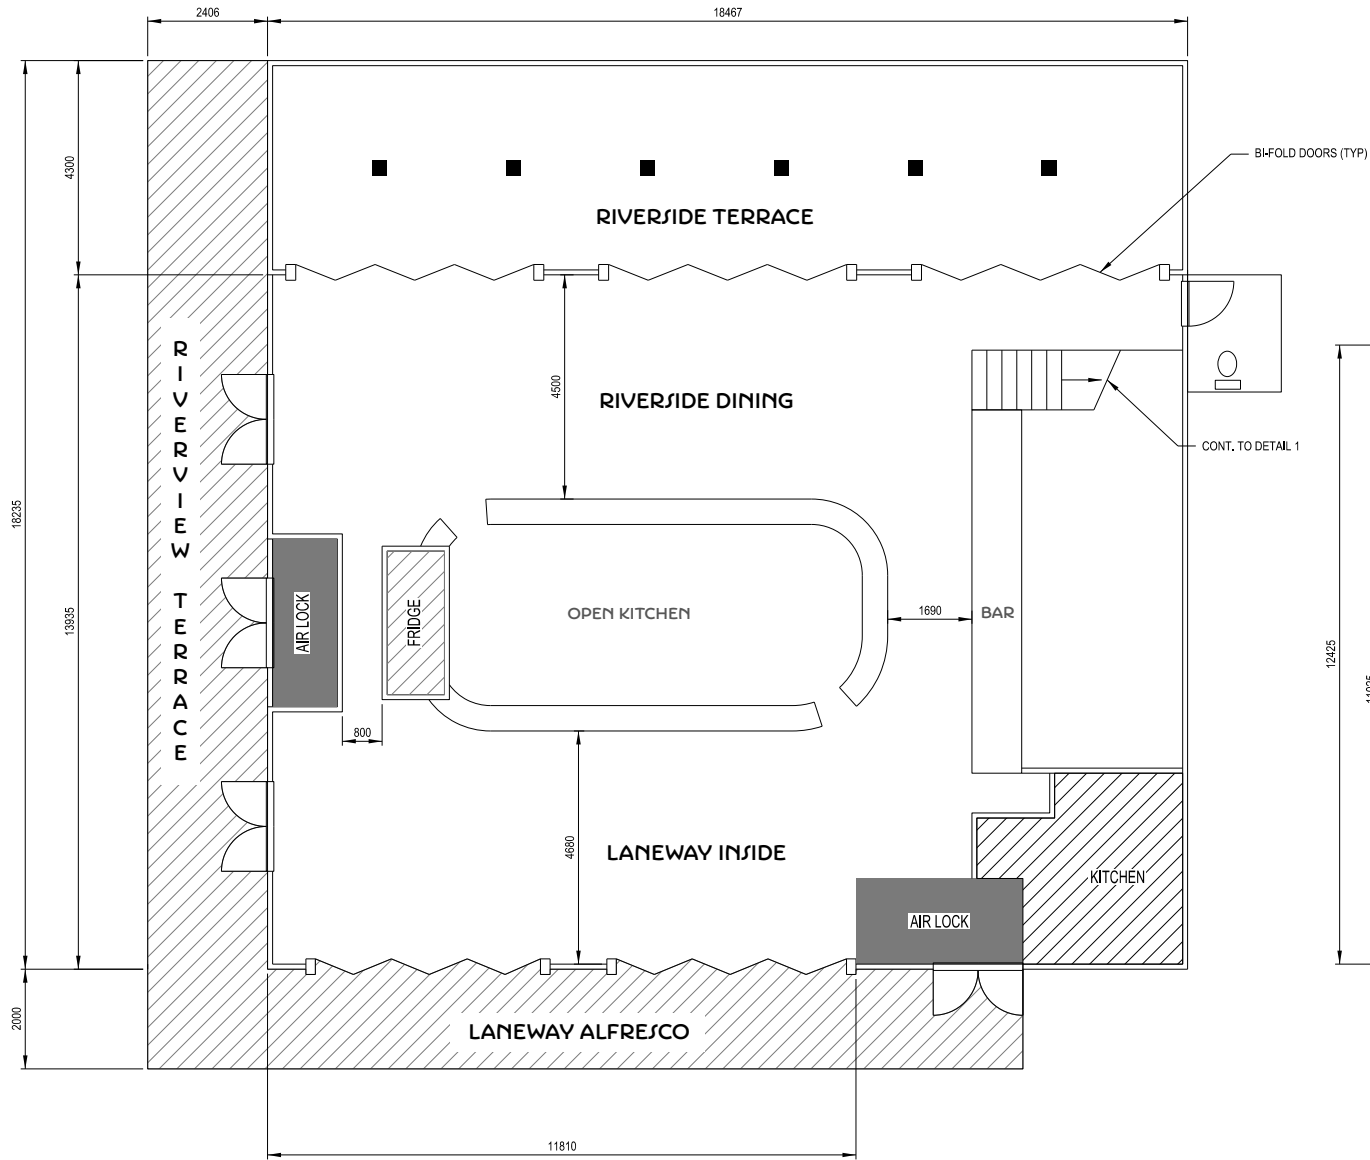 2406
18467
4300
BI-FOLD DOORS (TYP)
RIVERSIDE TERRACE
RIVERVIEW TERRACE
4500
RIVERSIDE DINING
CONT. TO DETAIL 1
18235
13935
AIR LOCK
FRIDGE
OPEN KITCHEN
1690
BAR
12425
800
4680
LANEWAY INSIDE
KITCHEN
AIR LOCK
2000
LANEWAY ALFRESCO
11810